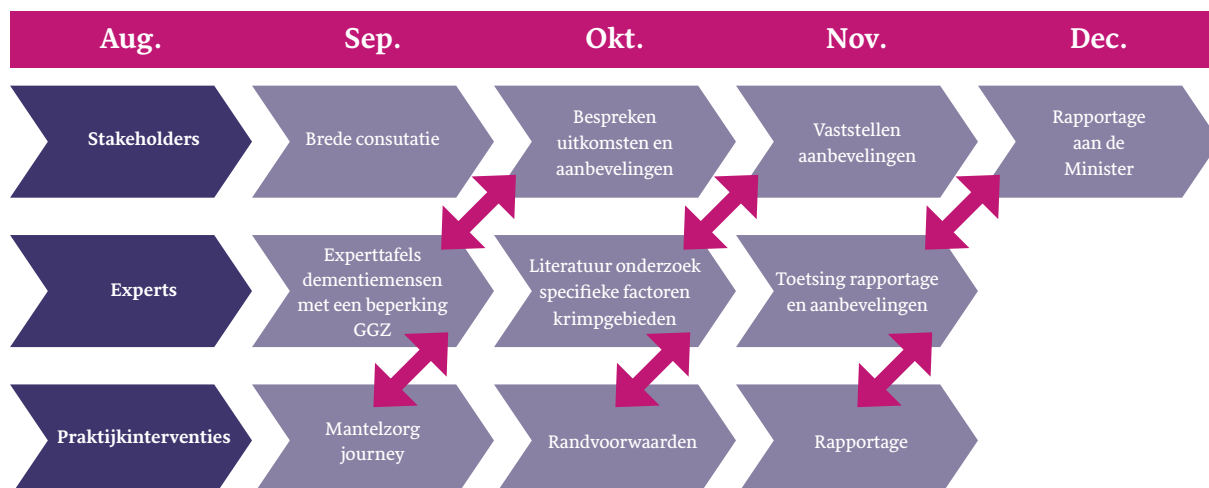 Aug. Sep. Okt. Nov. Dec.
Stakeholders
Brede consutatie
Bespreken
uitkomsten en
aanbevelingen
Vaststellen
aanbevelingen
Rapportage
aan de
Minister
Experts
Experttafels
dementiemensen
met een beperking
GGZ
Literatuur onderzoek
specifieke factoren
krimpgebieden
Toetsing rapportage
en aanbevelingen
Praktijkinterventies
Mantelzorg
journey
Randvoorwaarden
Rapportage